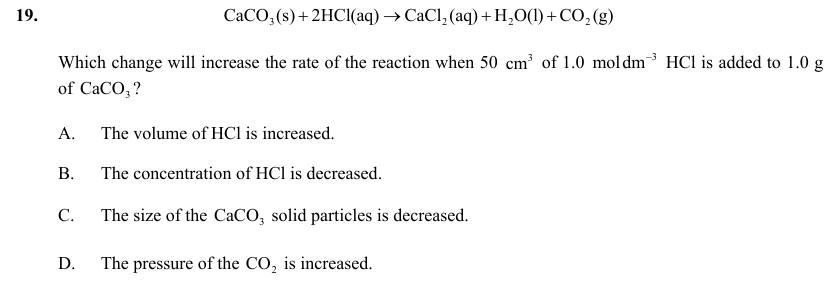 19. CaCO₃(s) + 2HCl(aq) → CaCl₂(aq) + H₂O(l) + CO₂(g)
Which change will increase the rate of the reaction when 50 cm³ of 1.0 mol dm⁻³ HCl is added to 1.0 g
of CaCO₃?
A. The volume of HCl is increased.
B. The concentration of HCl is decreased.
C. The size of the CaCO₃ solid particles is decreased.
D. The pressure of the CO₂ is increased.